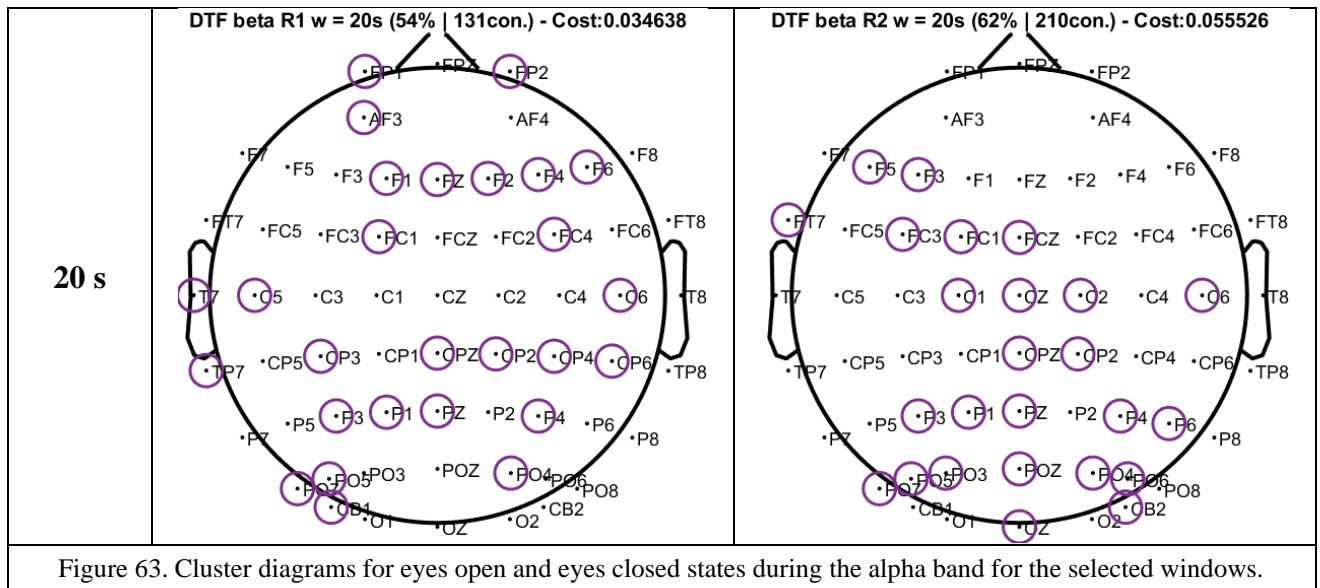 DTF beta R1 w = 20s (54% | 131con.) - Cost:0.034638
FP1 FPZ FP2
AF3 AF4
F7 F5 F3 F1 FZ F2 F4 F6 F8
FT7 FC5 FC3 FC1 FCZ FC2 FC4 FC6 FT8
T7 C5 C3 C1 CZ C2 C4 C6 T8
TP7 CP5 CP3 CP1 CPZ CP2 CP4 CP6 TP8
P7 P5 P3 P1 PZ P2 P4 P6 P8
PO7 PO5 PO3 POZ PO4 PO6 PO8
CB1 O1 OZ O2 CB2
DTF beta R2 w = 20s (62% | 210con.) - Cost:0.055526
FP1 FPZ FP2
AF3 AF4
F7 F5 F3 F1 FZ F2 F4 F6 F8
FT7 FC5 FC3 FC1 FCZ FC2 FC4 FC6 FT8
T7 C5 C3 C1 CZ C2 C4 C6 T8
TP7 CP5 CP3 CP1 CPZ CP2 CP4 CP6 TP8
P7 P5 P3 P1 PZ P2 P4 P6 P8
PO7 PO5 PO3 POZ PO4 PO6 PO8
CB1 O1 OZ O2 CB2
20 s
Figure 63. Cluster diagrams for eyes open and eyes closed states during the alpha band for the selected windows.